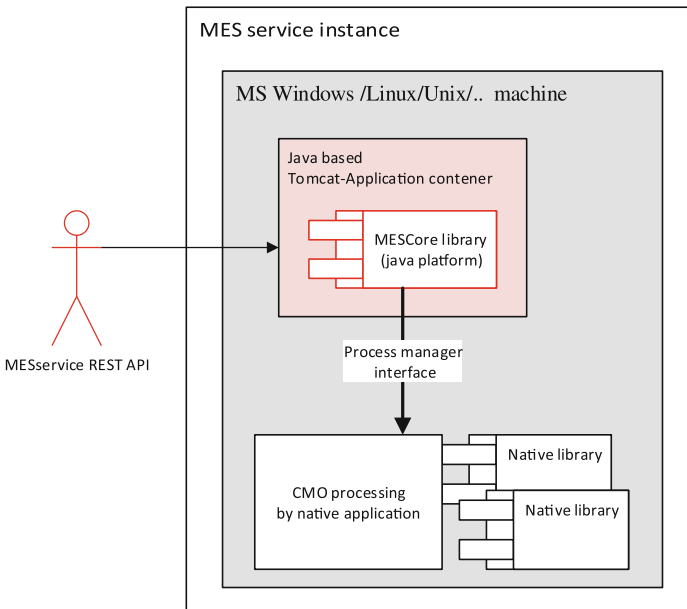 MES service instance
MS Windows /Linux/Unix/.. machine
Java based
Tomcat-Application contener
MESCore library
(java platform)
MESservice REST API
Process manager
interface
CMO processing
by native application
Native library
Native library